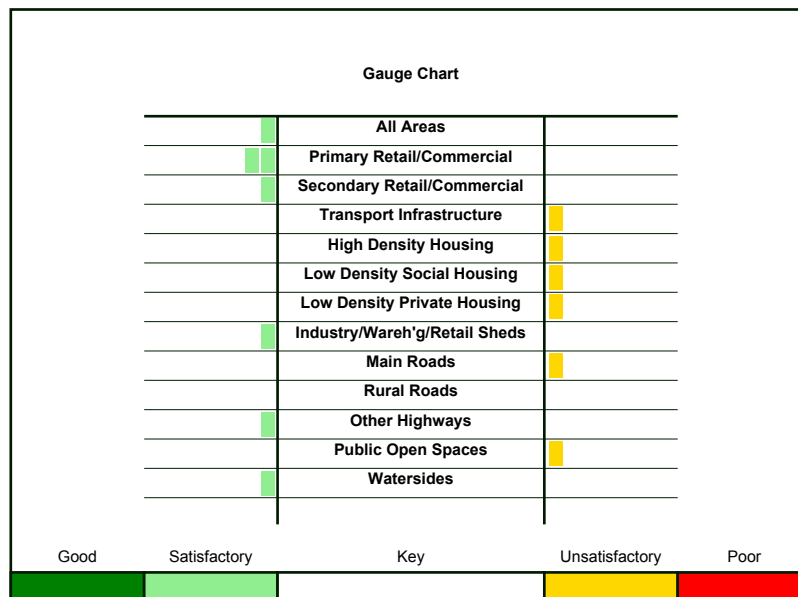 Gauge Chart
All Areas
Primary Retail/Commercial
Secondary Retail/Commercial
Transport Infrastructure
High Density Housing
Low Density Social Housing
Low Density Private Housing
Industry/Wareh'g/Retail Sheds
Main Roads
Rural Roads
Other Highways
Public Open Spaces
Watersides
Good Satisfactory Key Unsatisfactory Poor